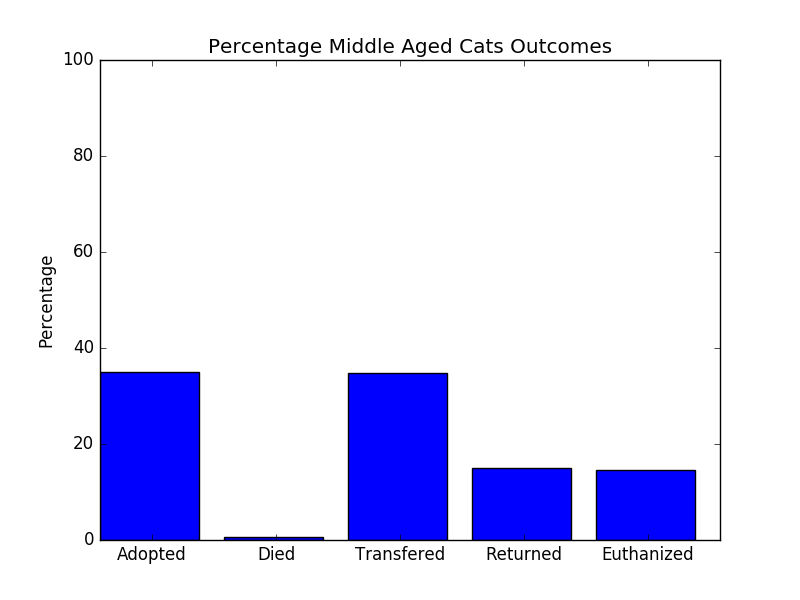 Percentage Middle Aged Cats Outcomes
100
80
60
40
20
0
Percentage
Adopted Died Transfered Returned Euthanized